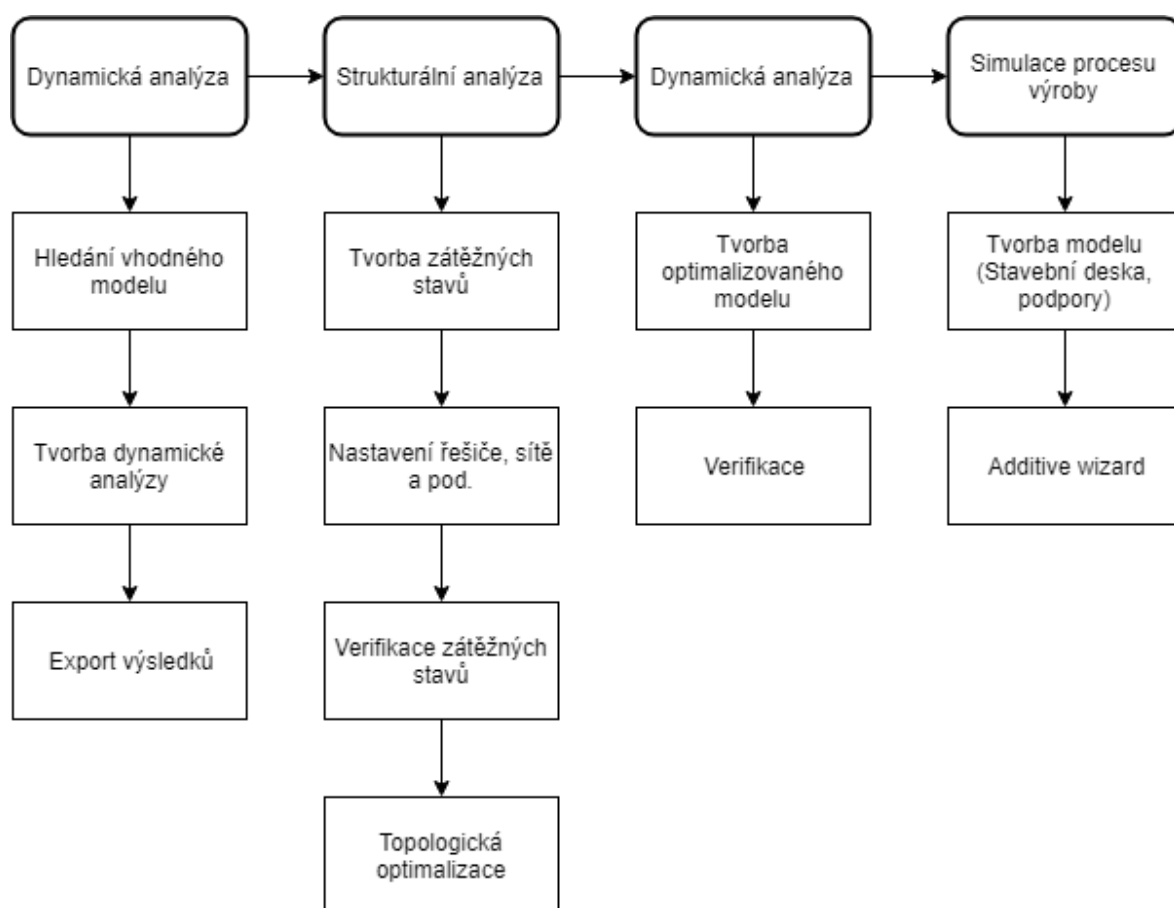 Dynamická analýza
Strukturální analýza
Dynamická analýza
Simulace procesu
výroby
Hledání vhodného
modelu
Tvorba zátěžných
stavů
Tvorba
optimalizovaného
modelu
Tvorba modelu
(Stavební deska,
podpory)
Tvorba dynamické
analýzy
Nastavení řešiče, sítě
a pod.
Verifikace
Additive wizard
Export výsledků
Verifikace zátěžných
stavů
Topologická
optimalizace